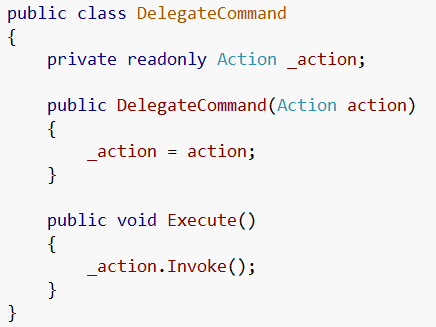 public class DelegateCommand
{
    private readonly Action _action;

    public DelegateCommand(Action action)
    {
        _action = action;
    }

    public void Execute()
    {
        _action.Invoke();
    }
}